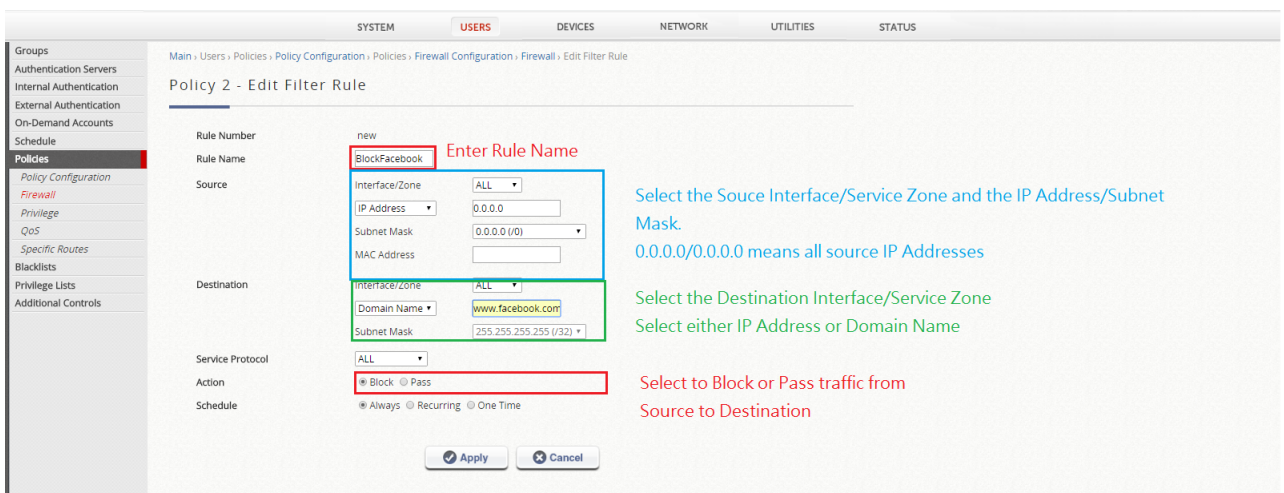 SYSTEM USERS DEVICES NETWORK UTILITIES STATUS
Groups
Authentication Servers
Internal Authentication
External Authentication
On-Demand Accounts
Schedule
Policies
Policy Configuration
Firewall
Privilege
QoS
Specific Routes
Blacklists
Privilege Lists
Additional Controls
Main › Users › Policies › Policy Configuration › Policies › Firewall Configuration › Firewall › Edit Filter Rule
Policy 2 - Edit Filter Rule
Rule Number new
Rule Name BlockFacebook Enter Rule Name
Source Interface/Zone ALL
IP Address 0.0.0.0
Subnet Mask 0.0.0.0 (/0)
MAC Address
Select the Souce Interface/Service Zone and the IP Address/Subnet
Mask.
0.0.0.0/0.0.0.0 means all source IP Addresses
Destination Interface/Zone ALL
Domain Name www.facebook.com
Subnet Mask 255.255.255.255 (/32)
Select the Destination Interface/Service Zone
Select either IP Address or Domain Name
Service Protocol ALL
Action Block Pass
Schedule Always Recurring One Time
Select to Block or Pass traffic from
Source to Destination
Apply Cancel